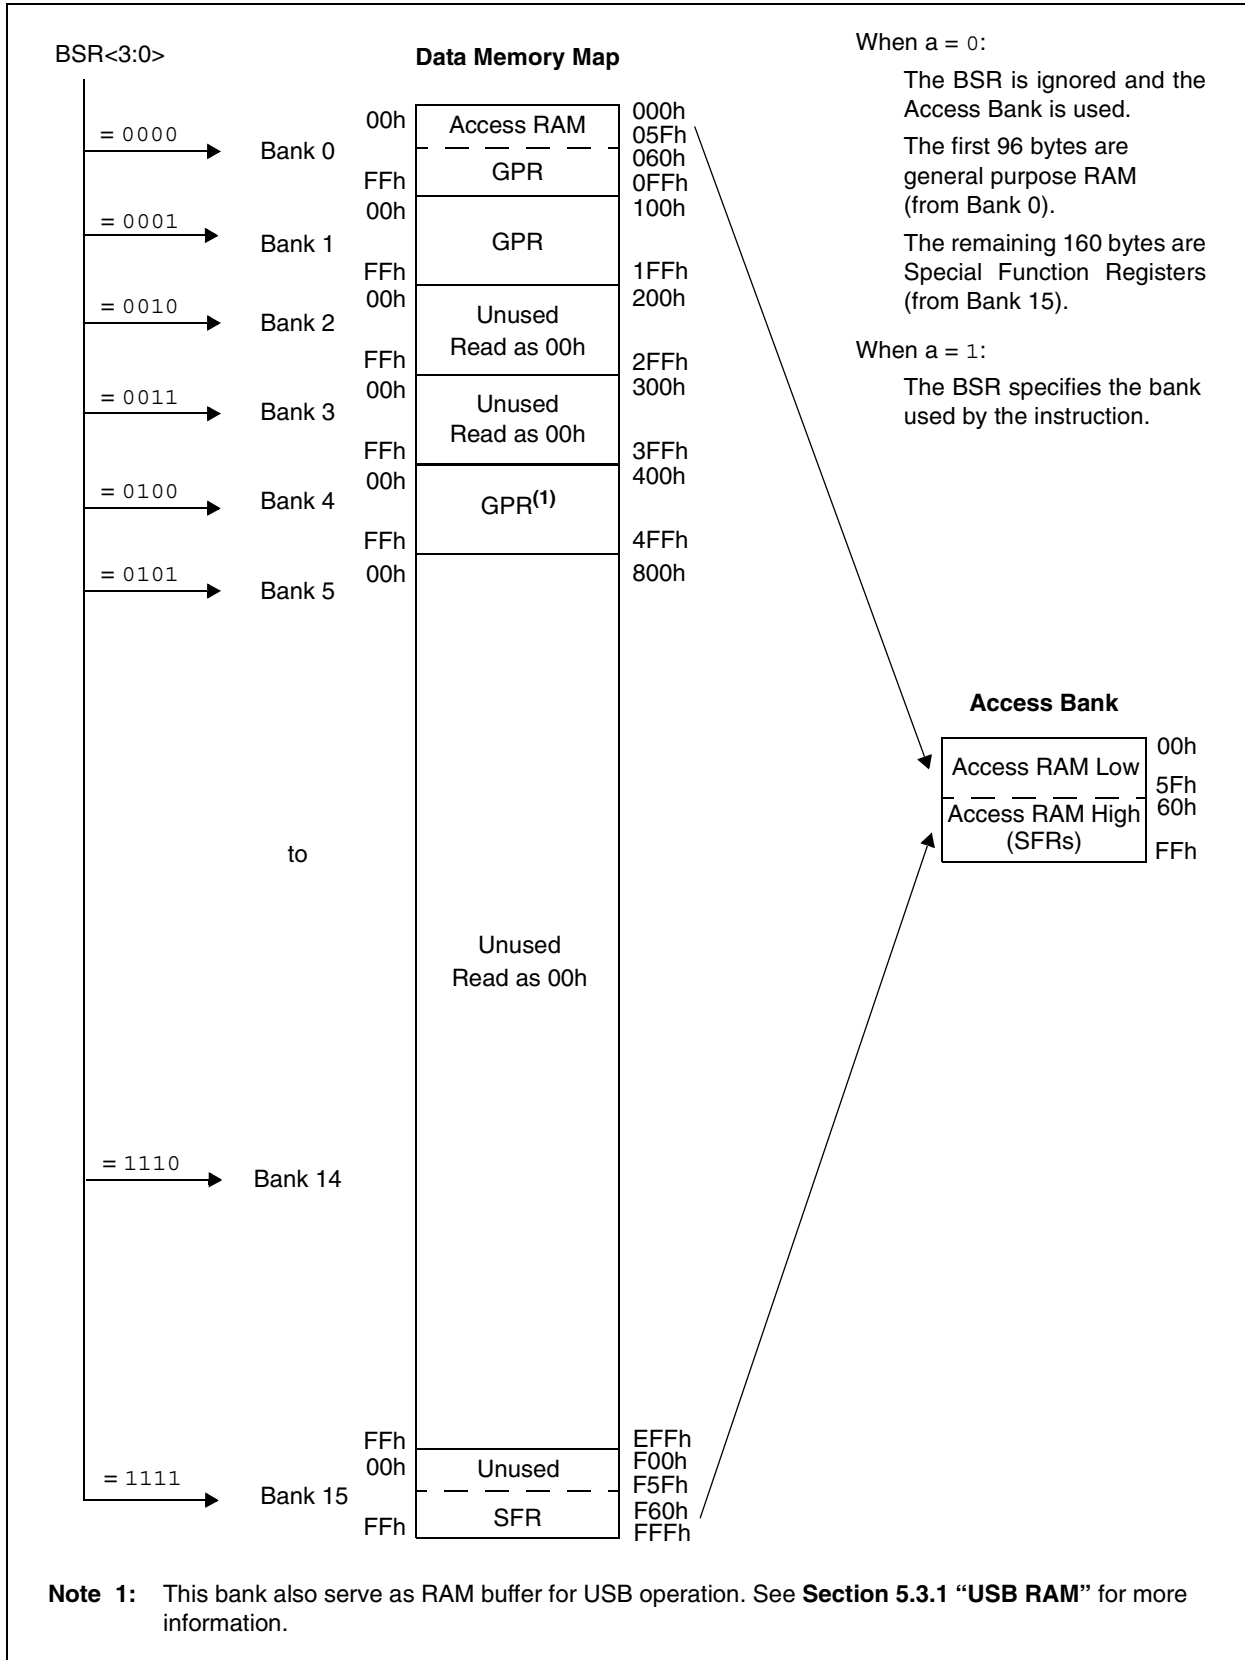 BSR<3:0>
Data Memory Map
When a = 0:
The BSR is ignored and the
Access Bank is used.
The first 96 bytes are
general purpose RAM
(from Bank 0).
The remaining 160 bytes are
Special Function Registers
(from Bank 15).
When a = 1:
The BSR specifies the bank
used by the instruction.
= 0000
Bank 0
00h
Access RAM
000h
05Fh
060h
GPR
FFh
0FFh
= 0001
Bank 1
00h
GPR
100h
FFh
1FFh
= 0010
Bank 2
00h
Unused
Read as 00h
200h
FFh
2FFh
= 0011
Bank 3
00h
Unused
Read as 00h
300h
FFh
3FFh
= 0100
Bank 4
00h
GPR(1)
400h
FFh
4FFh
= 0101
Bank 5
00h
800h
to
Unused
Read as 00h
= 1110
Bank 14
FFh
EFFh
= 1111
Bank 15
00h
Unused
F00h
F5Fh
SFR
F60h
FFh
FFFh
Access Bank
Access RAM Low
00h
5Fh
Access RAM High
(SFRs)
60h
FFh
Note 1: This bank also serve as RAM buffer for USB operation. See Section 5.3.1 “USB RAM” for more
information.